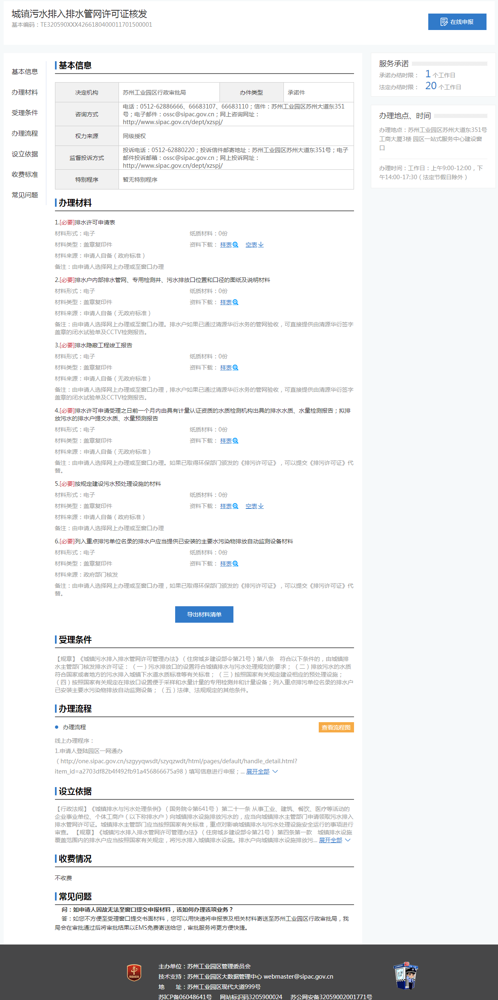 城镇污水排入排水管网许可证核发
基本编码：TE320590XXX4266180400011701500001
在线申报
基本信息
办理材料
受理条件
办理流程
设立依据
收费标准
常见问题
基本信息
决定机构 苏州工业园区行政审批局 办件类型 承诺件
咨询方式
电话：0512-62886666、66683107、66683110；信件：苏州工业园区苏州大道东351
号；电子邮件：ossc@sipac.gov.cn；网上咨询网址：
http://www.sipac.gov.cn/dept/xzspj/
权力来源 同级授权
监督投诉方式
投诉电话：0512-62880220；投诉信件邮寄地址：苏州工业园区苏州大道东351号；电子
邮件投诉邮箱：ossc@sipac.gov.cn；网上投诉网址：
http://www.sipac.gov.cn/dept/xzspj/
特别程序 暂无特别程序
办理材料
1.[必要]排水许可申请表
材料形式：电子 纸质材料：0份
材料类型：盖章复印件 资料下载： 样表 空表
材料来源：申请人自备（政府标准）
备注：由申请人选择网上办理或至窗口办理
2.[必要]排水户内部排水管网、专用检测井、污水排放口位置和口径的图纸及说明材料
材料形式：电子 纸质材料：0份
材料类型：盖章复印件 资料下载： 样表
材料来源：申请人自备（无政府标准）
备注：由申请人选择网上办理或至窗口办理。排水户如果已通过清源华衍水务的管网验收，可直接提供由清源华衍签字
盖章的闭水试验单及CCTV检测报告。
3.[必要]排水隐蔽工程竣工报告
材料形式：电子 纸质材料：0份
材料类型：盖章复印件 资料下载： 样表
材料来源：申请人自备（无政府标准）
备注：由申请人选择网上办理或至窗口办理，排水户如果已通过清源华衍水务的管网验收，可直接提供由清源华衍签字
盖章的闭水试验单及CCTV检测报告。
4.[必要]排水许可申请受理之日前一个月内由具有计量认证资质的水质检测机构出具的排水水质、水量检测报告；拟排
放污水的排水户提交水质、水量预测报告
材料形式：电子 纸质材料：0份
材料类型：盖章复印件 资料下载： 样表
材料来源：申请人自备（无政府标准）
备注：由申请人选择网上办理或至窗口办理。如果已取得环保部门颁发的《排污许可证》，可以提交《排污许可证》代
替。
5.[必要]按规定建设污水预处理设施的材料
材料形式：电子 纸质材料：0份
材料类型：盖章复印件 资料下载： 样表 空表
材料来源：申请人自备（政府标准）
备注：由申请人选择网上办理或至窗口办理
6.[必要]列入重点排污单位名录的排水户应当提供已安装的主要水污染物排放自动监测设备材料
材料形式：电子 纸质材料：0份
材料类型：盖章复印件 资料下载： 样表
材料来源：政府部门核发
备注：由申请人选择网上办理或至窗口办理，如果已取得环保部门颁发的《排污许可证》，可以提交《排污许可证》代
替。
导出材料清单
受理条件
【规章】《城镇污水排入排水管网许可管理办法》（住房城乡建设部令第21号）第八条　符合以下条件的，由城镇排
水主管部门核发排水许可证：（一）污水排放口的设置符合城镇排水与污水处理规划的要求；（二）排放污水的水质
符合国家或者地方的污水排入城镇下水道水质标准等有关标准；（三）按照国家有关规定建设相应的预处理设施；
（四）按照国家有关规定在排放口设置便于采样和水量计量的专用检测井和计量设备；列入重点排污单位名录的排水户
已安装主要水污染物排放自动监测设备；（五）法律、法规规定的其他条件。
办理流程
办理流程 查看流程图
线上办理程序：
1.申请人登陆园区一网通办
（http://one.sipac.gov.cn/szgyyqwsdt/szyqzwdt/html/pages/default/handle_detail.html?
item_id=a2703df82b4f492fb91a456866675a98）填写信息进行申报；... 展开全部
设立依据
【行政法规】《城镇排水与污水处理条例》（国务院令第641号） 第二十一条 从事工业、建筑、餐饮、医疗等活动的
企业事业单位、个体工商户（以下称排水户）向城镇排水设施排放污水的，应当向城镇排水主管部门申请领取污水排入
排水管网许可证。城镇排水主管部门应当按照国家有关标准，重点对影响城镇排水与污水处理设施安全运行的事项进行
审查。 【规章】《城镇污水排入排水管网许可管理办法》（住房城乡建设部令第21号） 第四条第一款　城镇排水设施
覆盖范围内的排水户应当按照国家有关规定，将污水排入城镇排水设施。排水户向城镇排水设施排放污... 展开全部
收费情况
不收费
常见问题
问：如申请人因故无法至窗口提交申报材料，该如何办理该项业务？
答：如您不方便至受理窗口提交书面材料，您可以用快递将申报表及相关材料寄送至苏州工业园区行政审批局，我
局会在审批通过后将审批结果以EMS免费寄送给您，审批服务将更方便快捷。
服务承诺
承诺办结时限： 1 个工作日
法定办结时限： 20 个工作日
办理地点、时间
办理地点：苏州工业园区苏州大道东351号
工商大厦3楼 园区一站式服务中心建设窗
口
办理时间：工作日：上午9:00-12:00，下
午14:00-17:30（法定节假日除外）
党政机关
主办单位：苏州工业园区管理委员会
技术支持：苏州工业园区大数据管理中心 webmaster@sipac.gov.cn
地　　址：苏州工业园区现代大道999号
苏ICP备06048641号 网站标识码3205900024 苏公网安备32059002001771号
JIANGSU POLICE
江苏
110